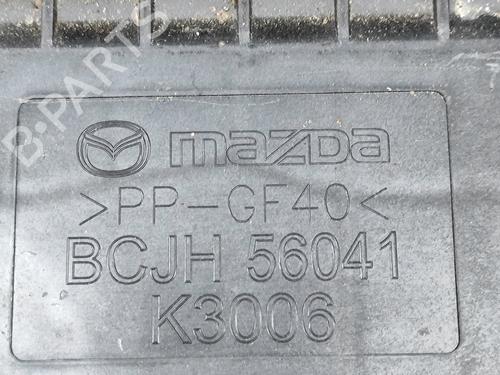 B-PARTS
mazda
>PP-GF40<
BCJH 56041
K3006